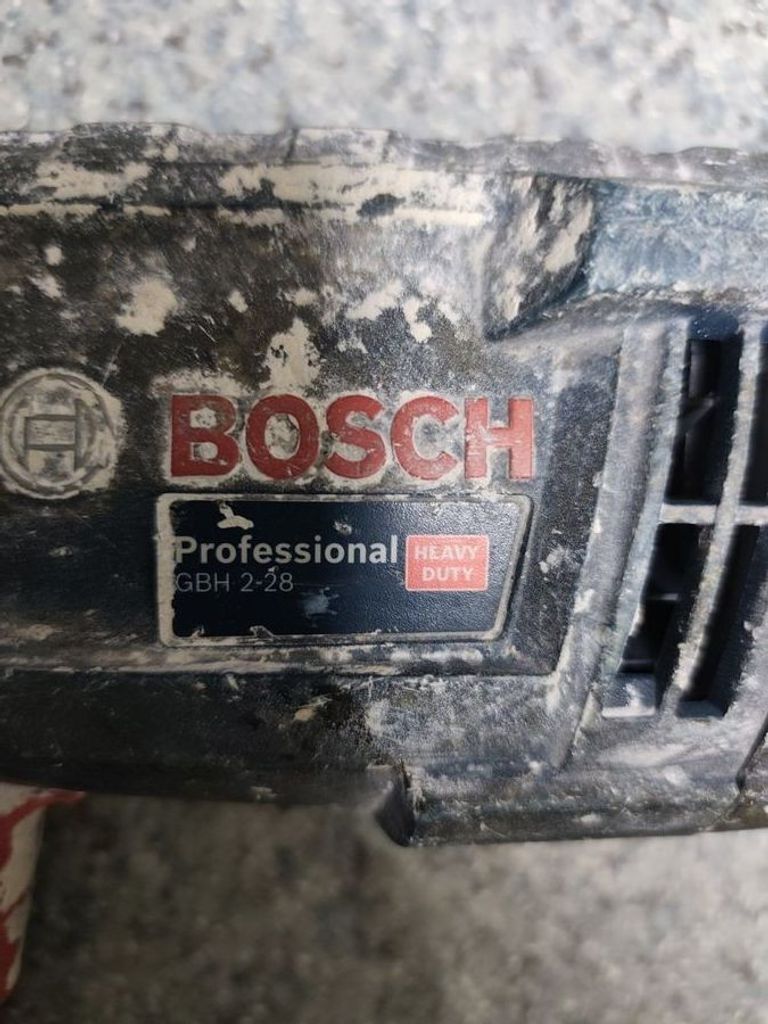 BOSCH
Professional HEAVY DUTY
GBH 2-28